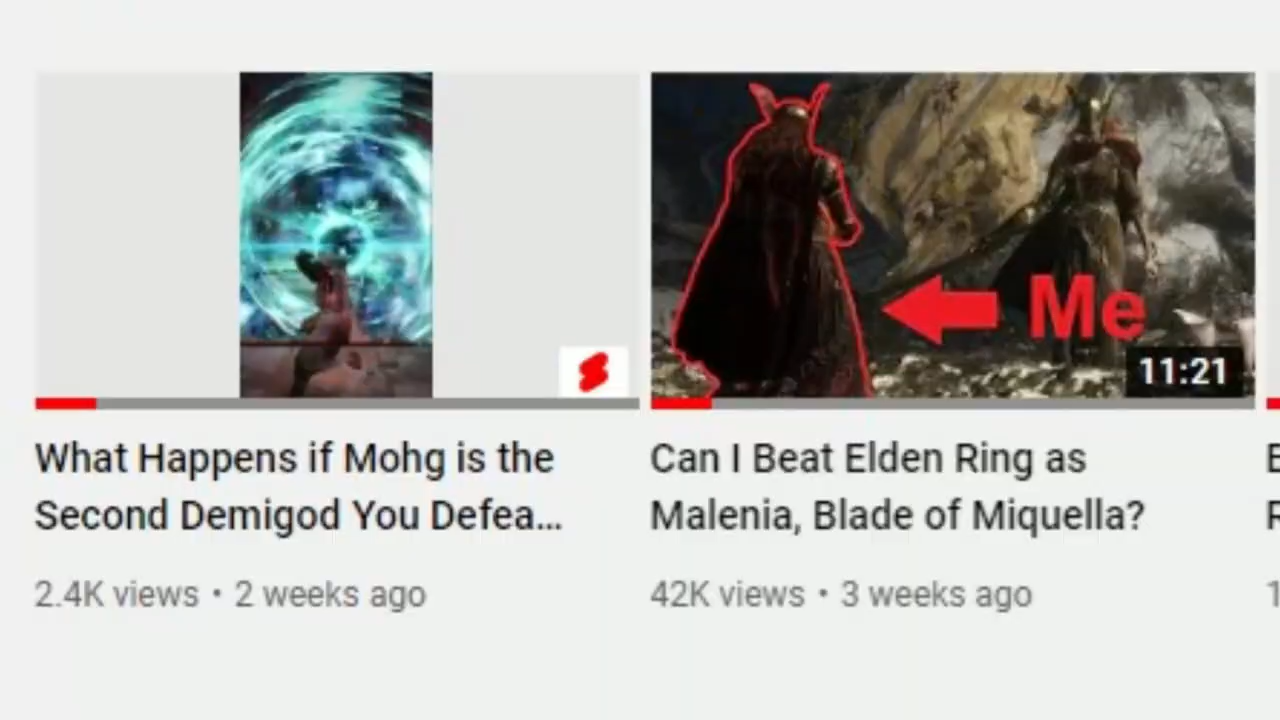 Me
11:21
What Happens if Mohg is the
Second Demigod You Defea...
2.4K views • 2 weeks ago
Can I Beat Elden Ring as
Malenia, Blade of Miquella?
42K views • 3 weeks ago